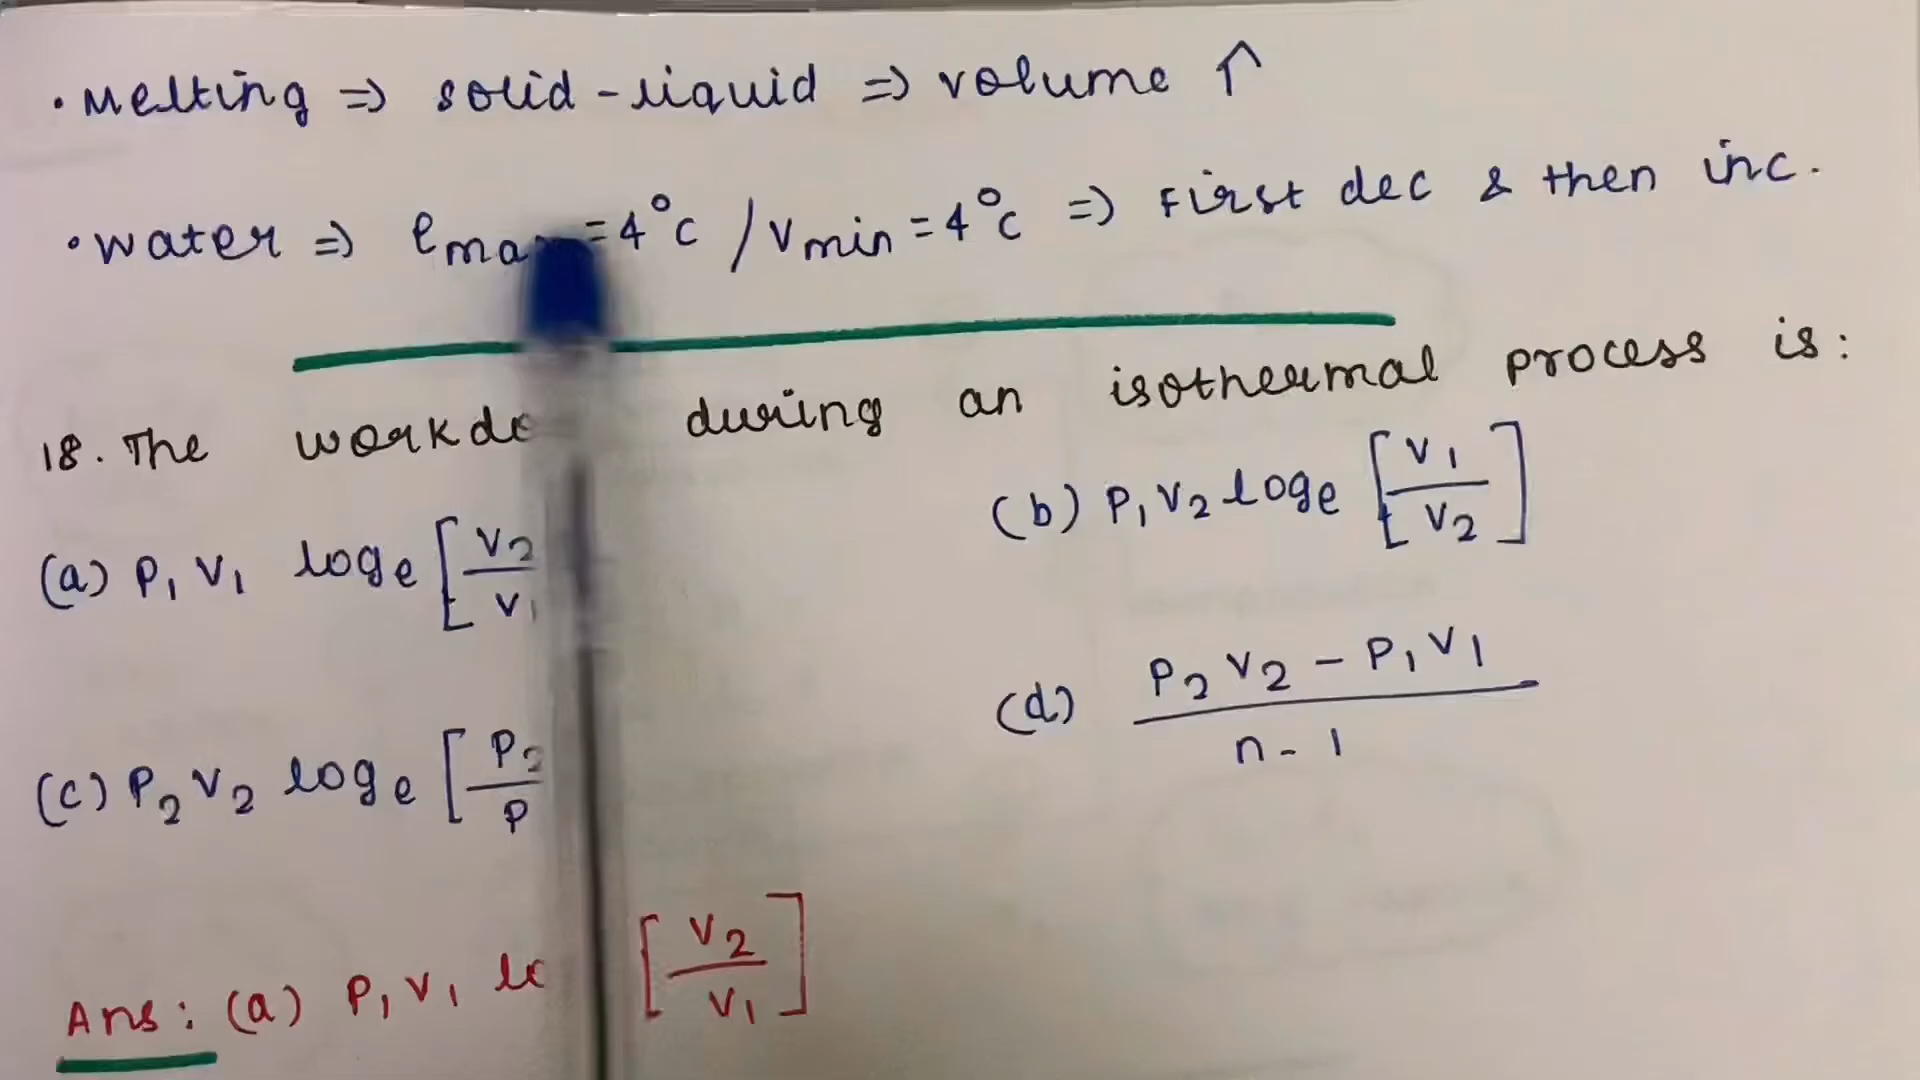 • Melting => solid-liquid => volume ↑
• water => ρma =4°c / Vmin = 4°c => First dec & then inc.
18. The workdo during an isothermal process is:
(a) P₁ V₁ loge [V₂/V₁
(b) P₁ V₂ loge [V₁/V₂]
(c) P₂ V₂ loge [P₂/P
(d) P₂ V₂ - P₁ V₁ / n - 1
Ans: (a) P₁ V₁ lo [V₂/V₁]